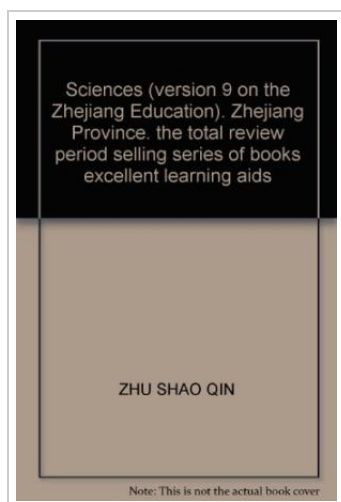 Sciences (version 9 on the
Zhejiang Education). Zhejiang
Province. the total review
period selling series of books
excellent learning aids
ZHU SHAO QIN
Note: This is not the actual book cover